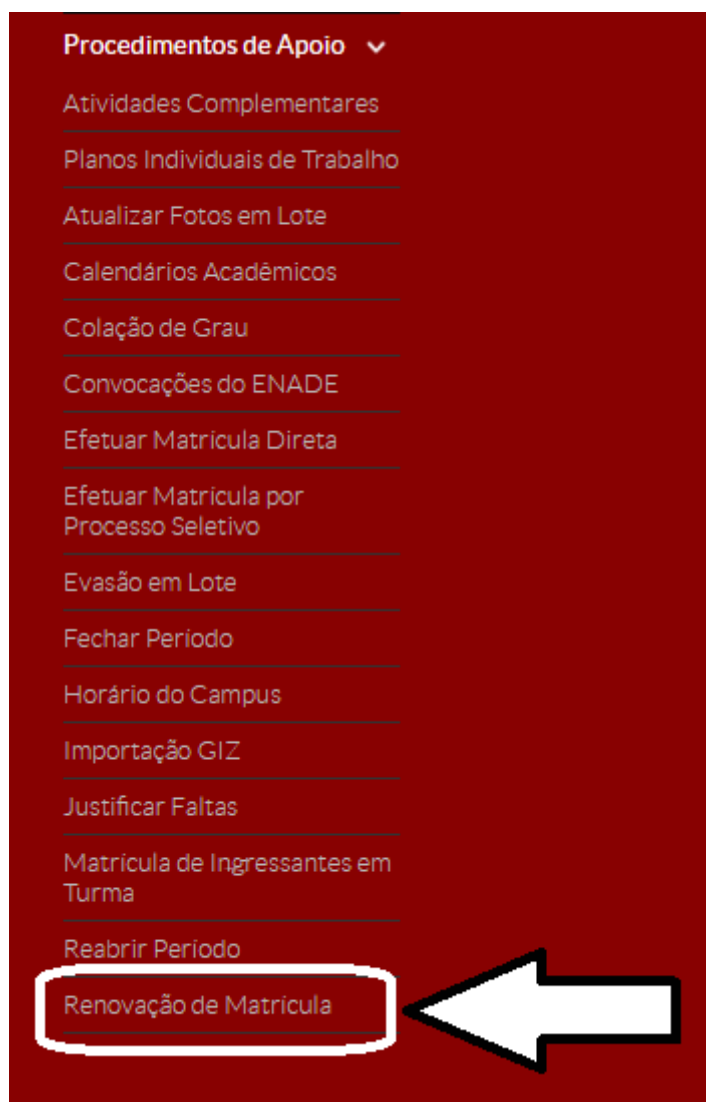 Procedimentos de Apoio
Atividades Complementares
Planos Individuais de Trabalho
Atualizar Fotos em Lote
Calendários Acadêmicos
Colação de Grau
Convocações do ENADE
Efetuar Matrícula Direta
Efetuar Matrícula por
Processo Seletivo
Evasão em Lote
Fechar Período
Horário do Campus
Importação GIZ
Justificar Faltas
Matrícula de Ingressantes em
Turma
Reabrir Período
Renovação de Matrícula